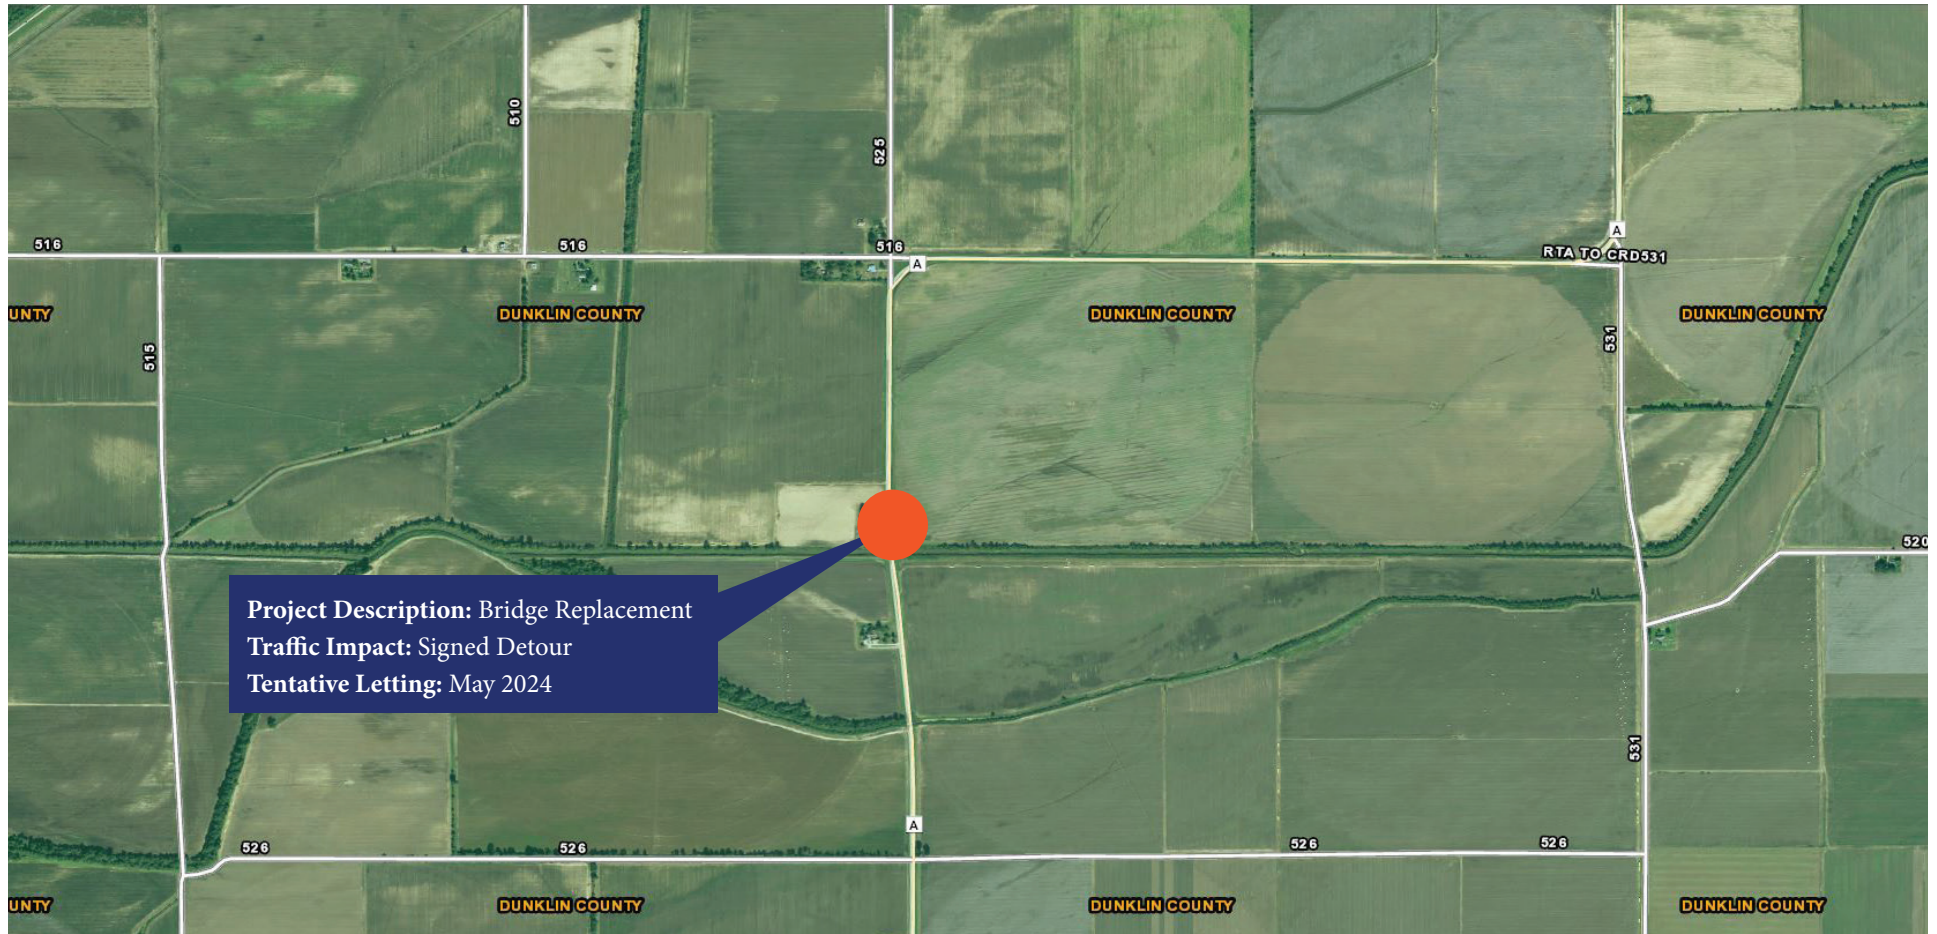 510
525
A
516
516
516
A
RTA TO CRD531
UNTY
DUNKLIN COUNTY
DUNKLIN COUNTY
DUNKLIN COUNTY
515
531
520
Project Description: Bridge Replacement
Traffic Impact: Signed Detour
Tentative Letting: May 2024
531
A
526
526
526
526
UNTY
DUNKLIN COUNTY
DUNKLIN COUNTY
DUNKLIN COUNTY